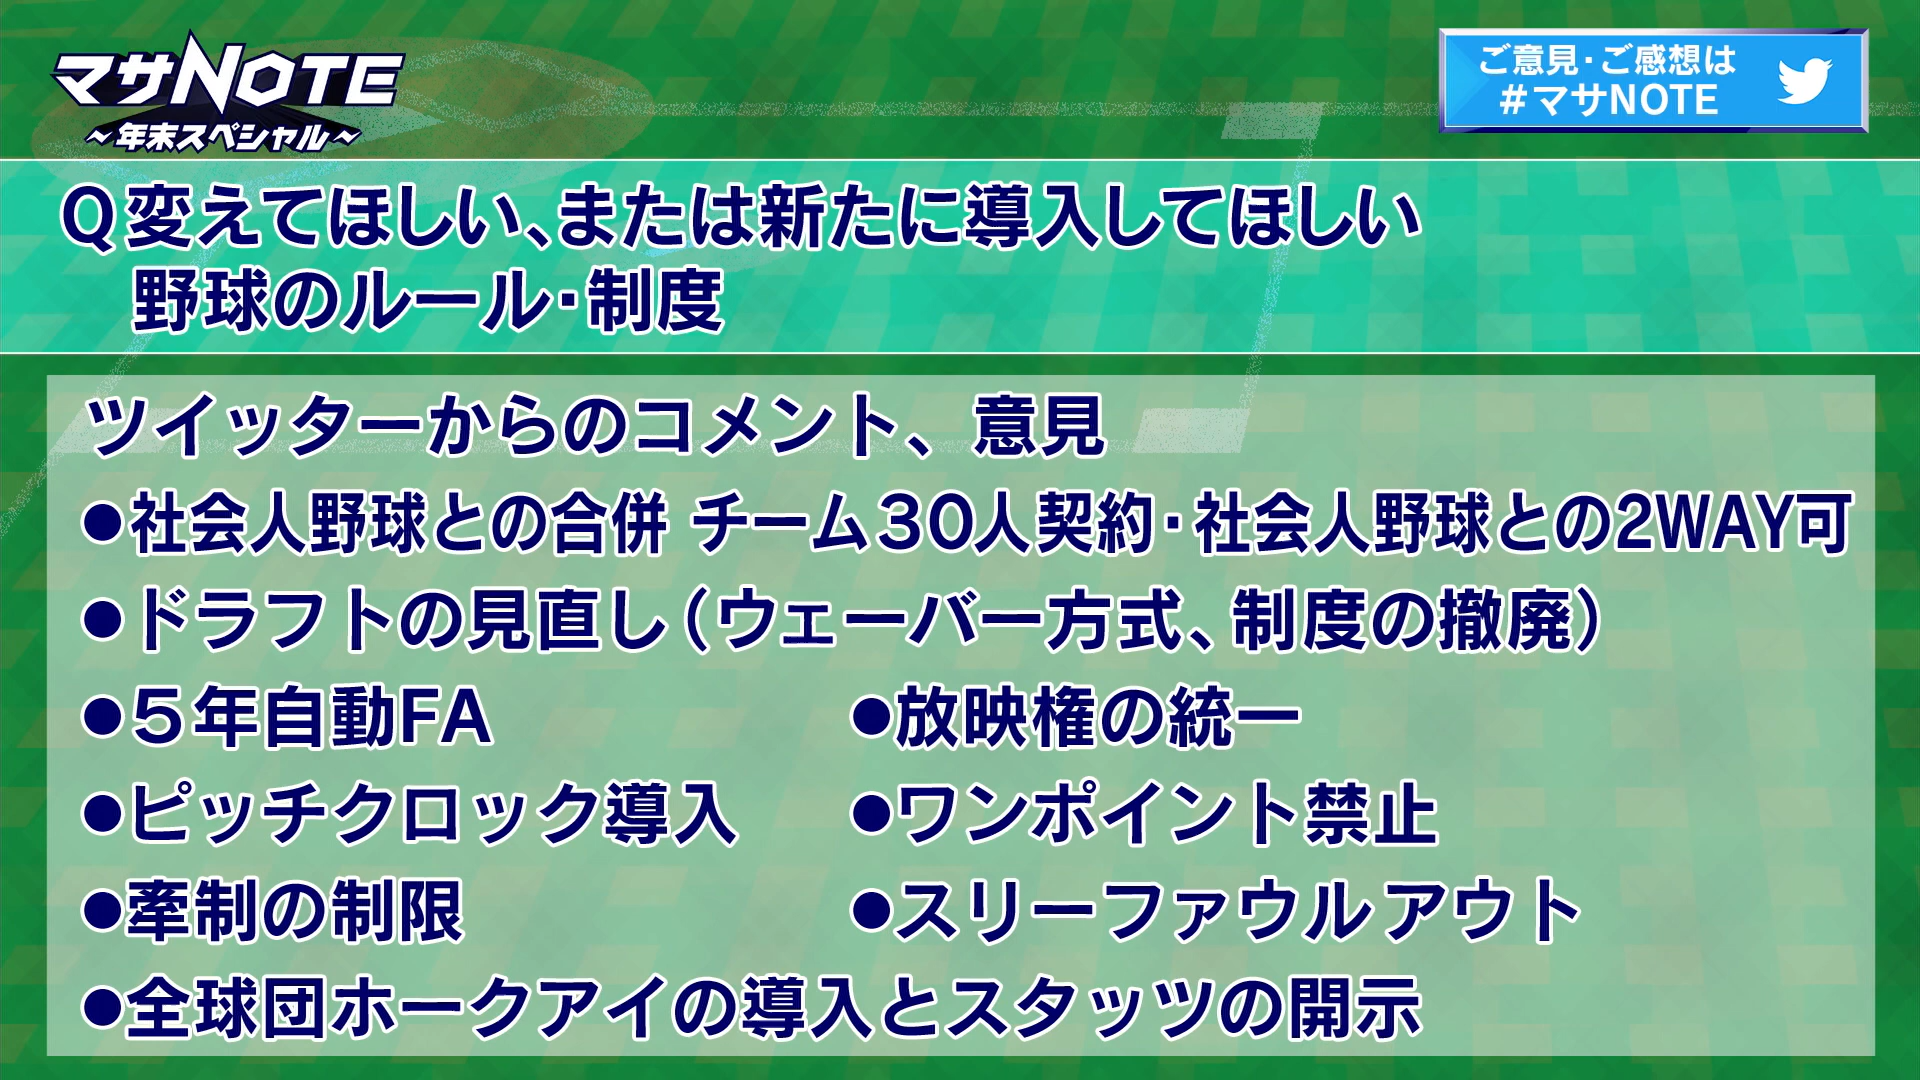 マサNOTE
～年末スペシャル～
ご意見･ご感想は
#マサNOTE
Q変えてほしい、または新たに導入してほしい
野球のルール･制度
ツイッターからのコメント、意見
●社会人野球との合併 チーム３０人契約･社会人野球との2WAY可
●ドラフトの見直し（ウェーバー方式、制度の撤廃）
●５年自動FA
●放映権の統一
●ピッチクロック導入
●ワンポイント禁止
●牽制の制限
●スリーファウルアウト
●全球団ホークアイの導入とスタッツの開示